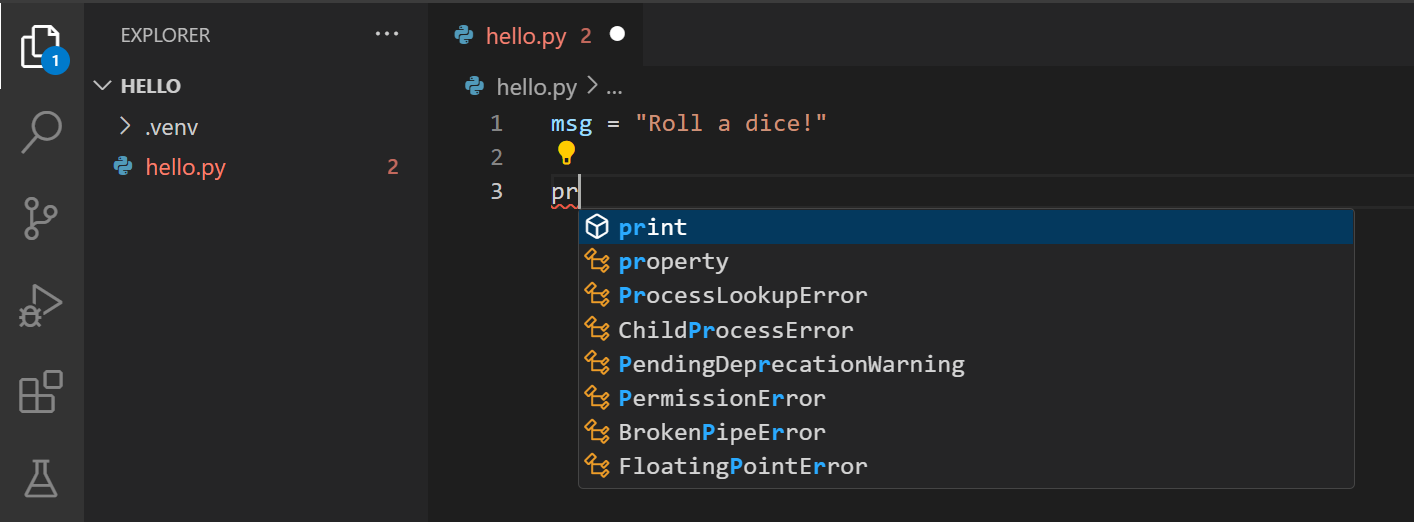 EXPLORER ...
hello.py 2
1
HELLO
hello.py > ...
.venv
hello.py 2
1 msg = "Roll a dice!"
2
3 pr
print
property
ProcessLookupError
ChildProcessError
PendingDeprecationWarning
PermissionError
BrokenPipeError
FloatingPointError